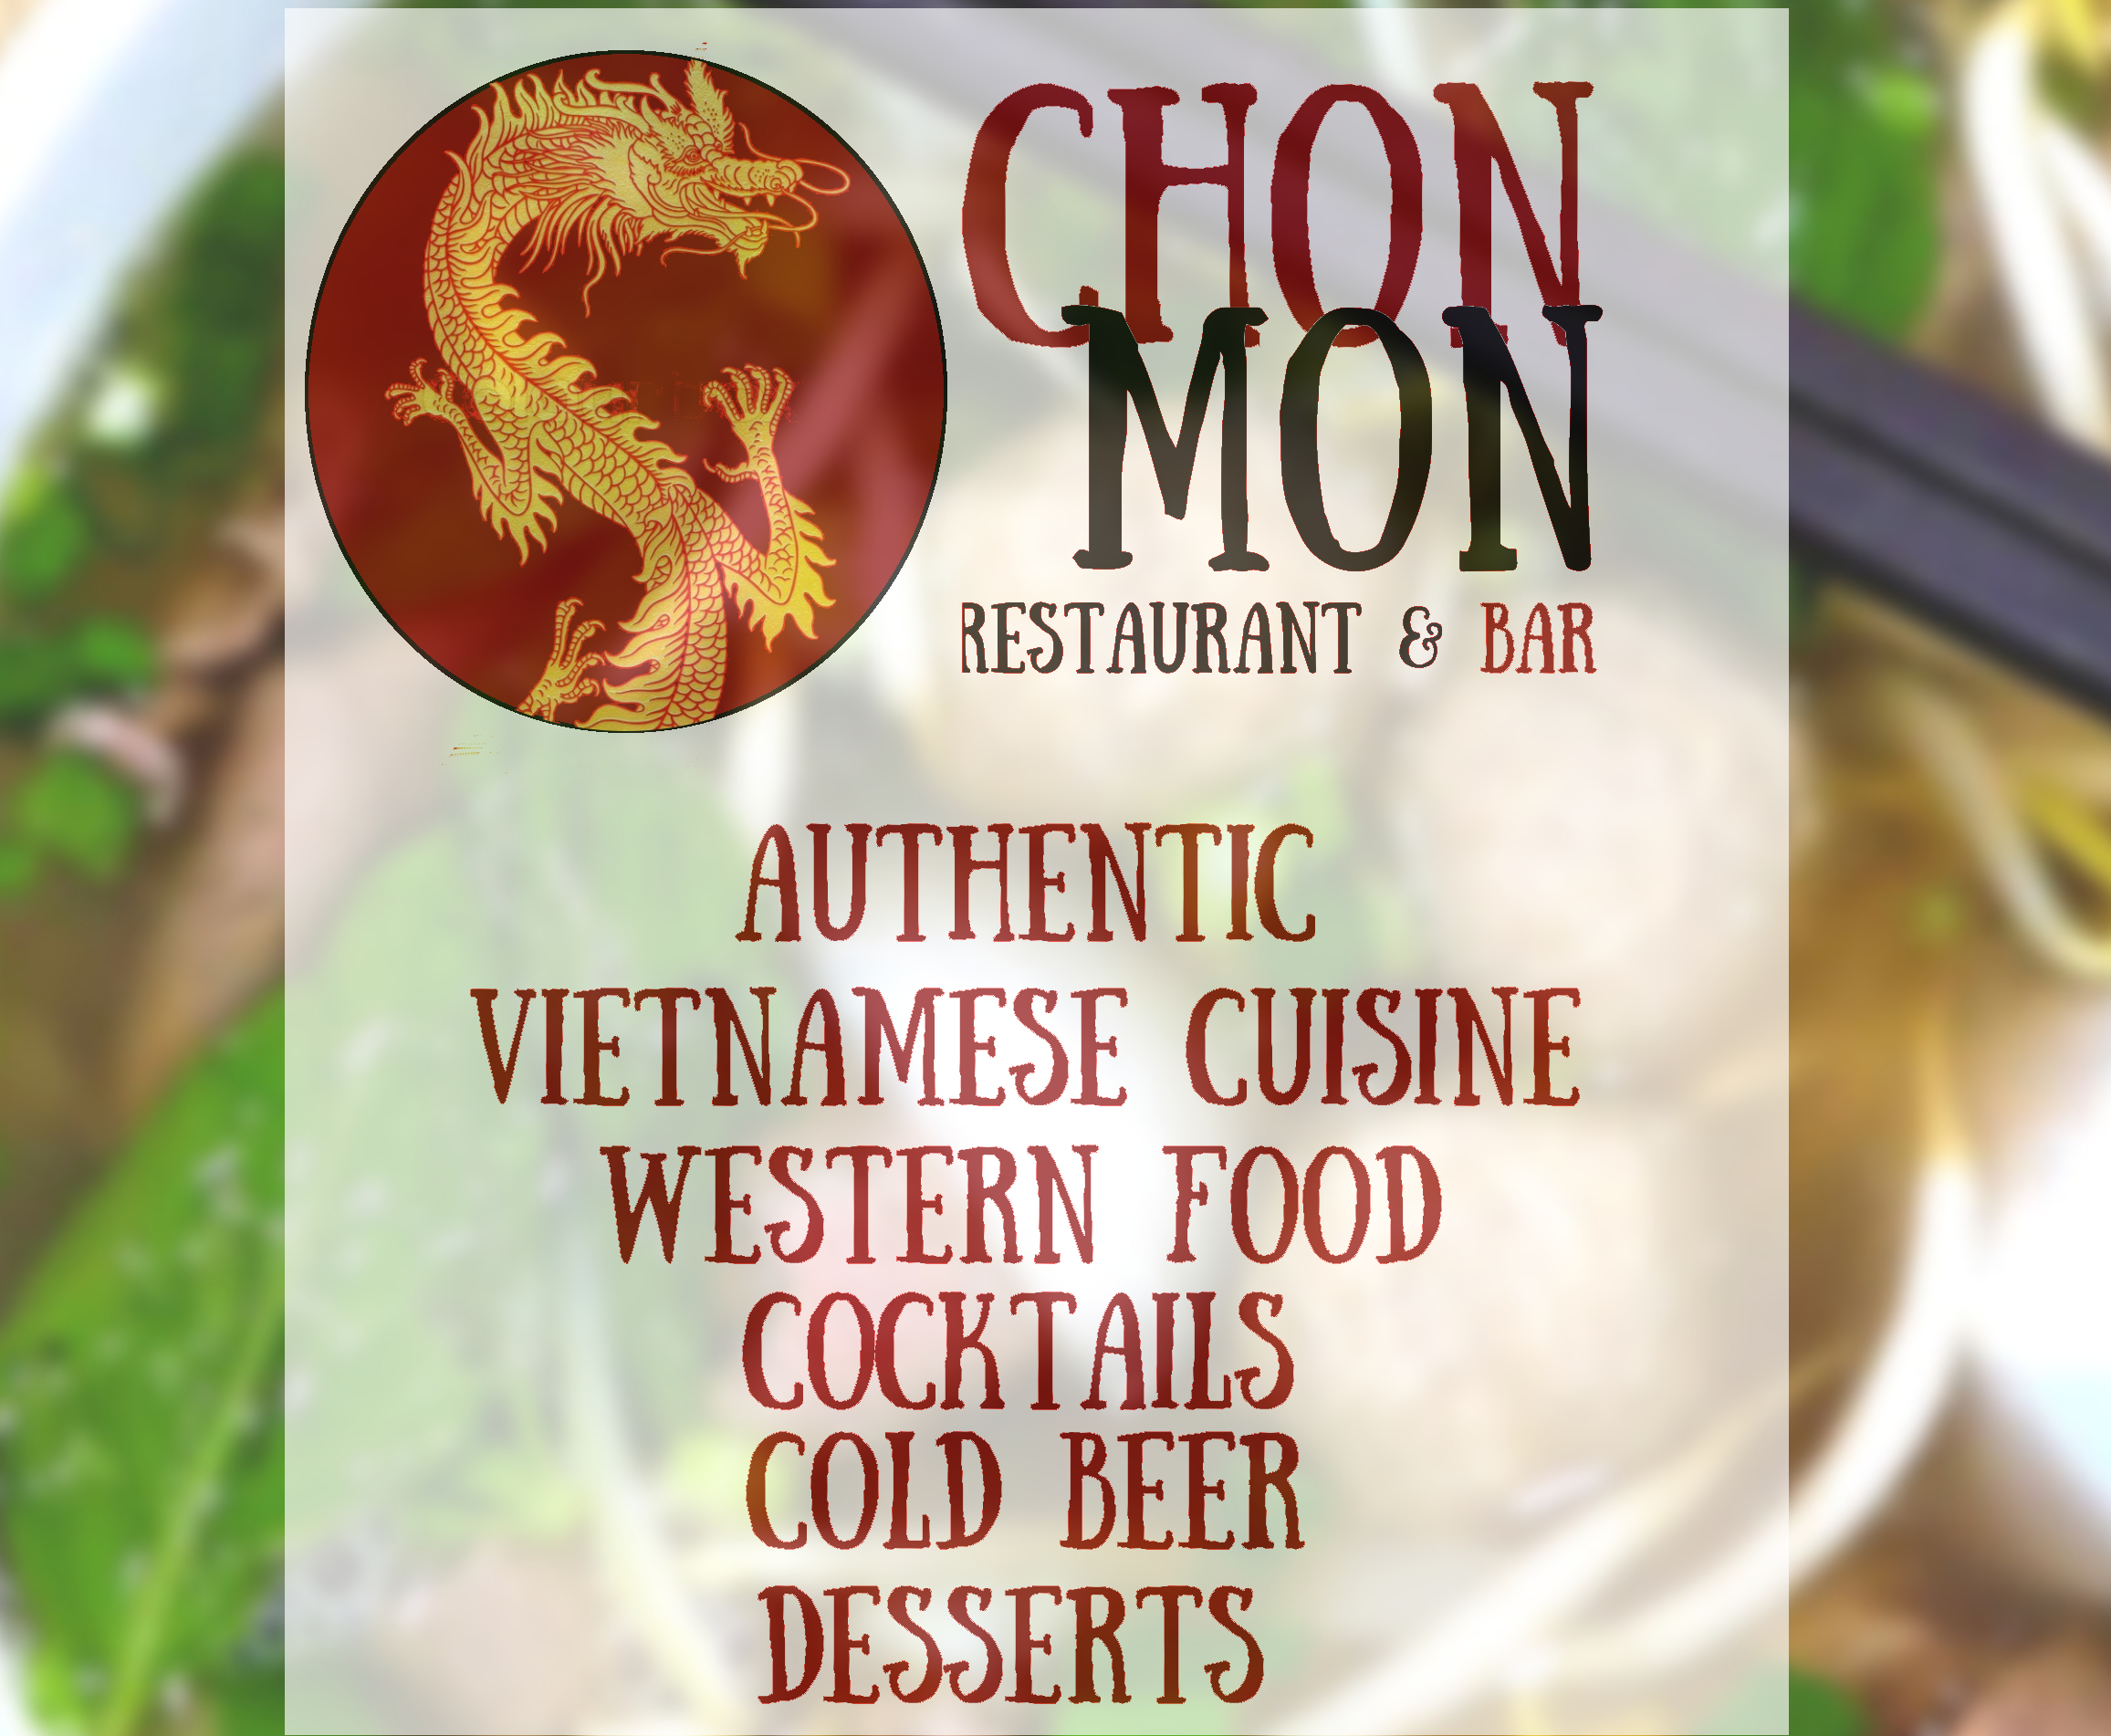 CHON
MON
RESTAURANT & BAR
AUTHENTIC
VIETNAMESE CUISINE
WESTERN FOOD
COCKTAILS
COLD BEER
DESSERTS